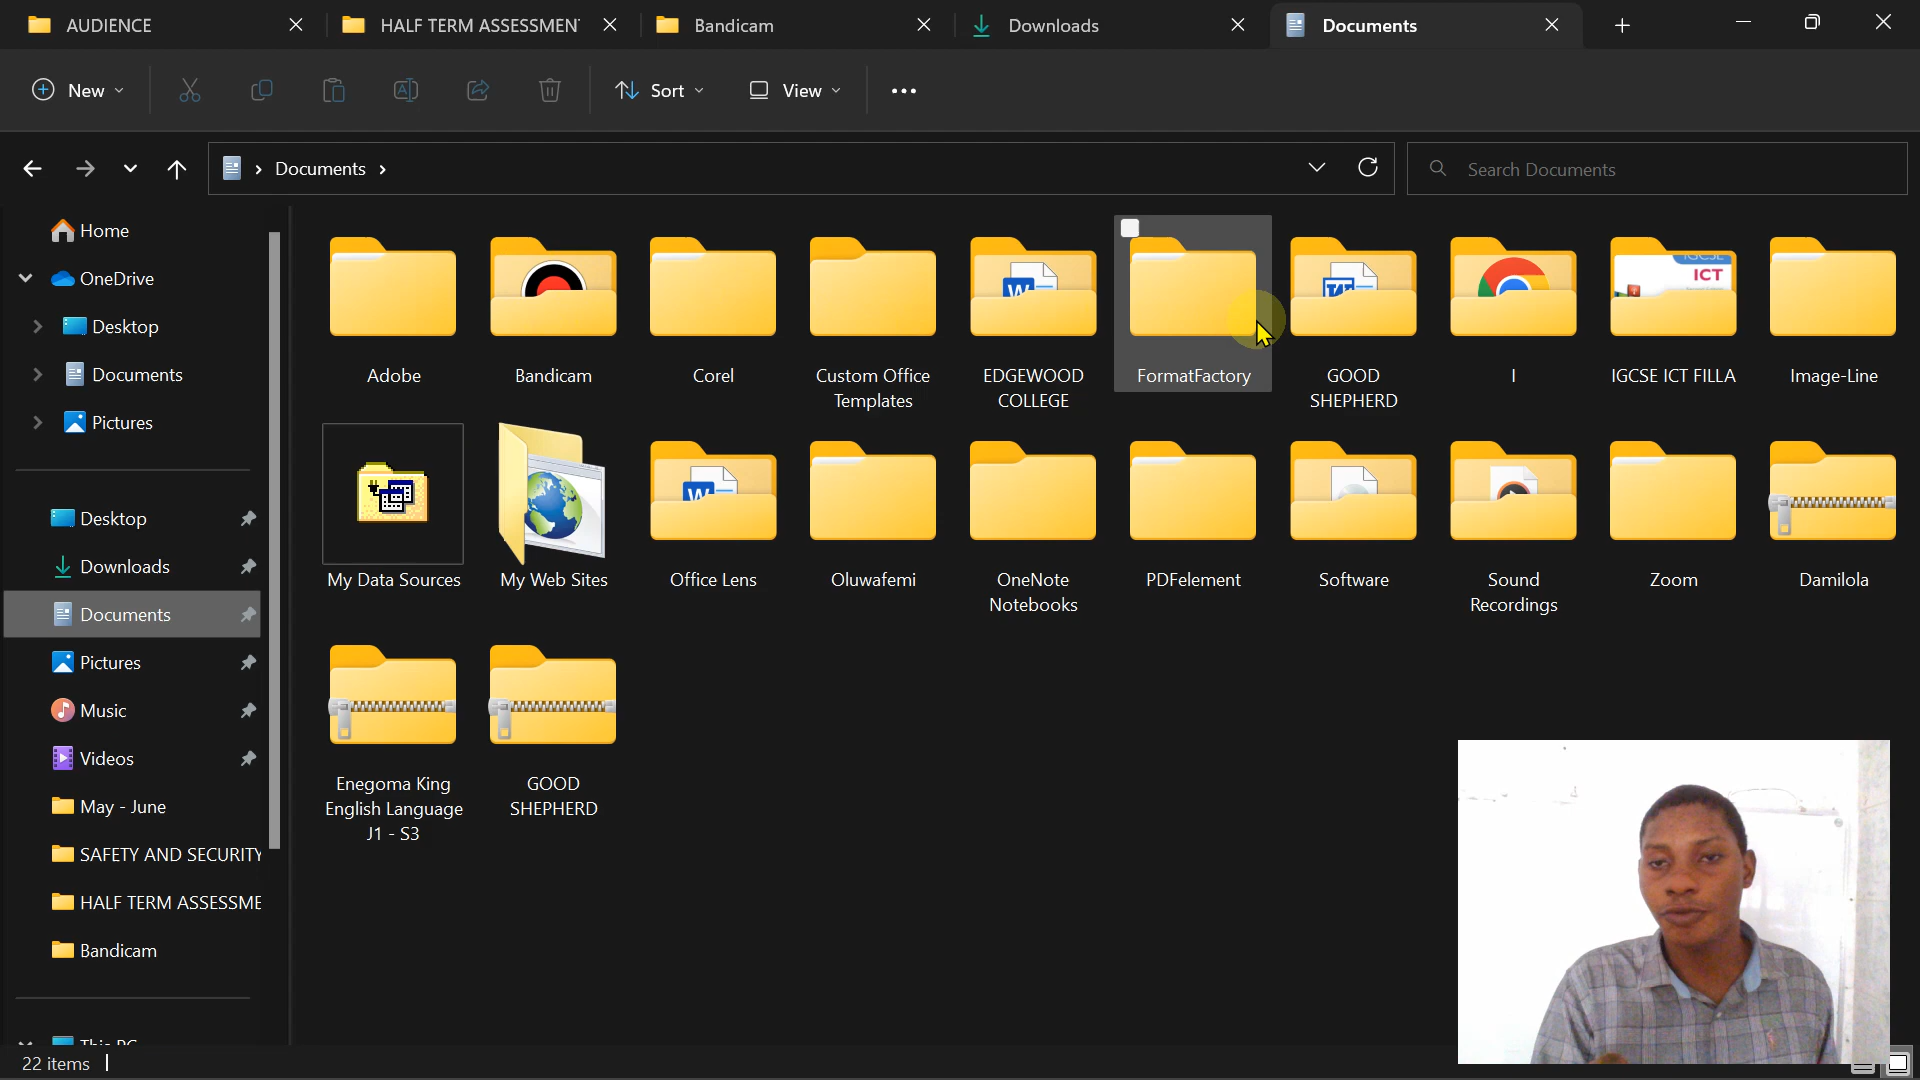 AUDIENCE
HALF TERM ASSESSMEN
Bandicam
Downloads
Documents
New
Sort
View
Documents
Search Documents
Home
OneDrive
Desktop
Documents
Pictures
Desktop
Downloads
Documents
Pictures
Music
Videos
May - June
SAFETY AND SECURITY
HALF TERM ASSESSME
Bandicam
This PC
ICT
Adobe
Bandicam
Corel
Custom Office
Templates
EDGEWOOD
COLLEGE
FormatFactory
GOOD
SHEPHERD
I
IGCSE ICT FILLA
Image-Line
My Data Sources
My Web Sites
Office Lens
Oluwafemi
OneNote
Notebooks
PDFelement
Software
Sound
Recordings
Zoom
Damilola
Enegoma King
English Language
J1 - S3
GOOD
SHEPHERD
22 items